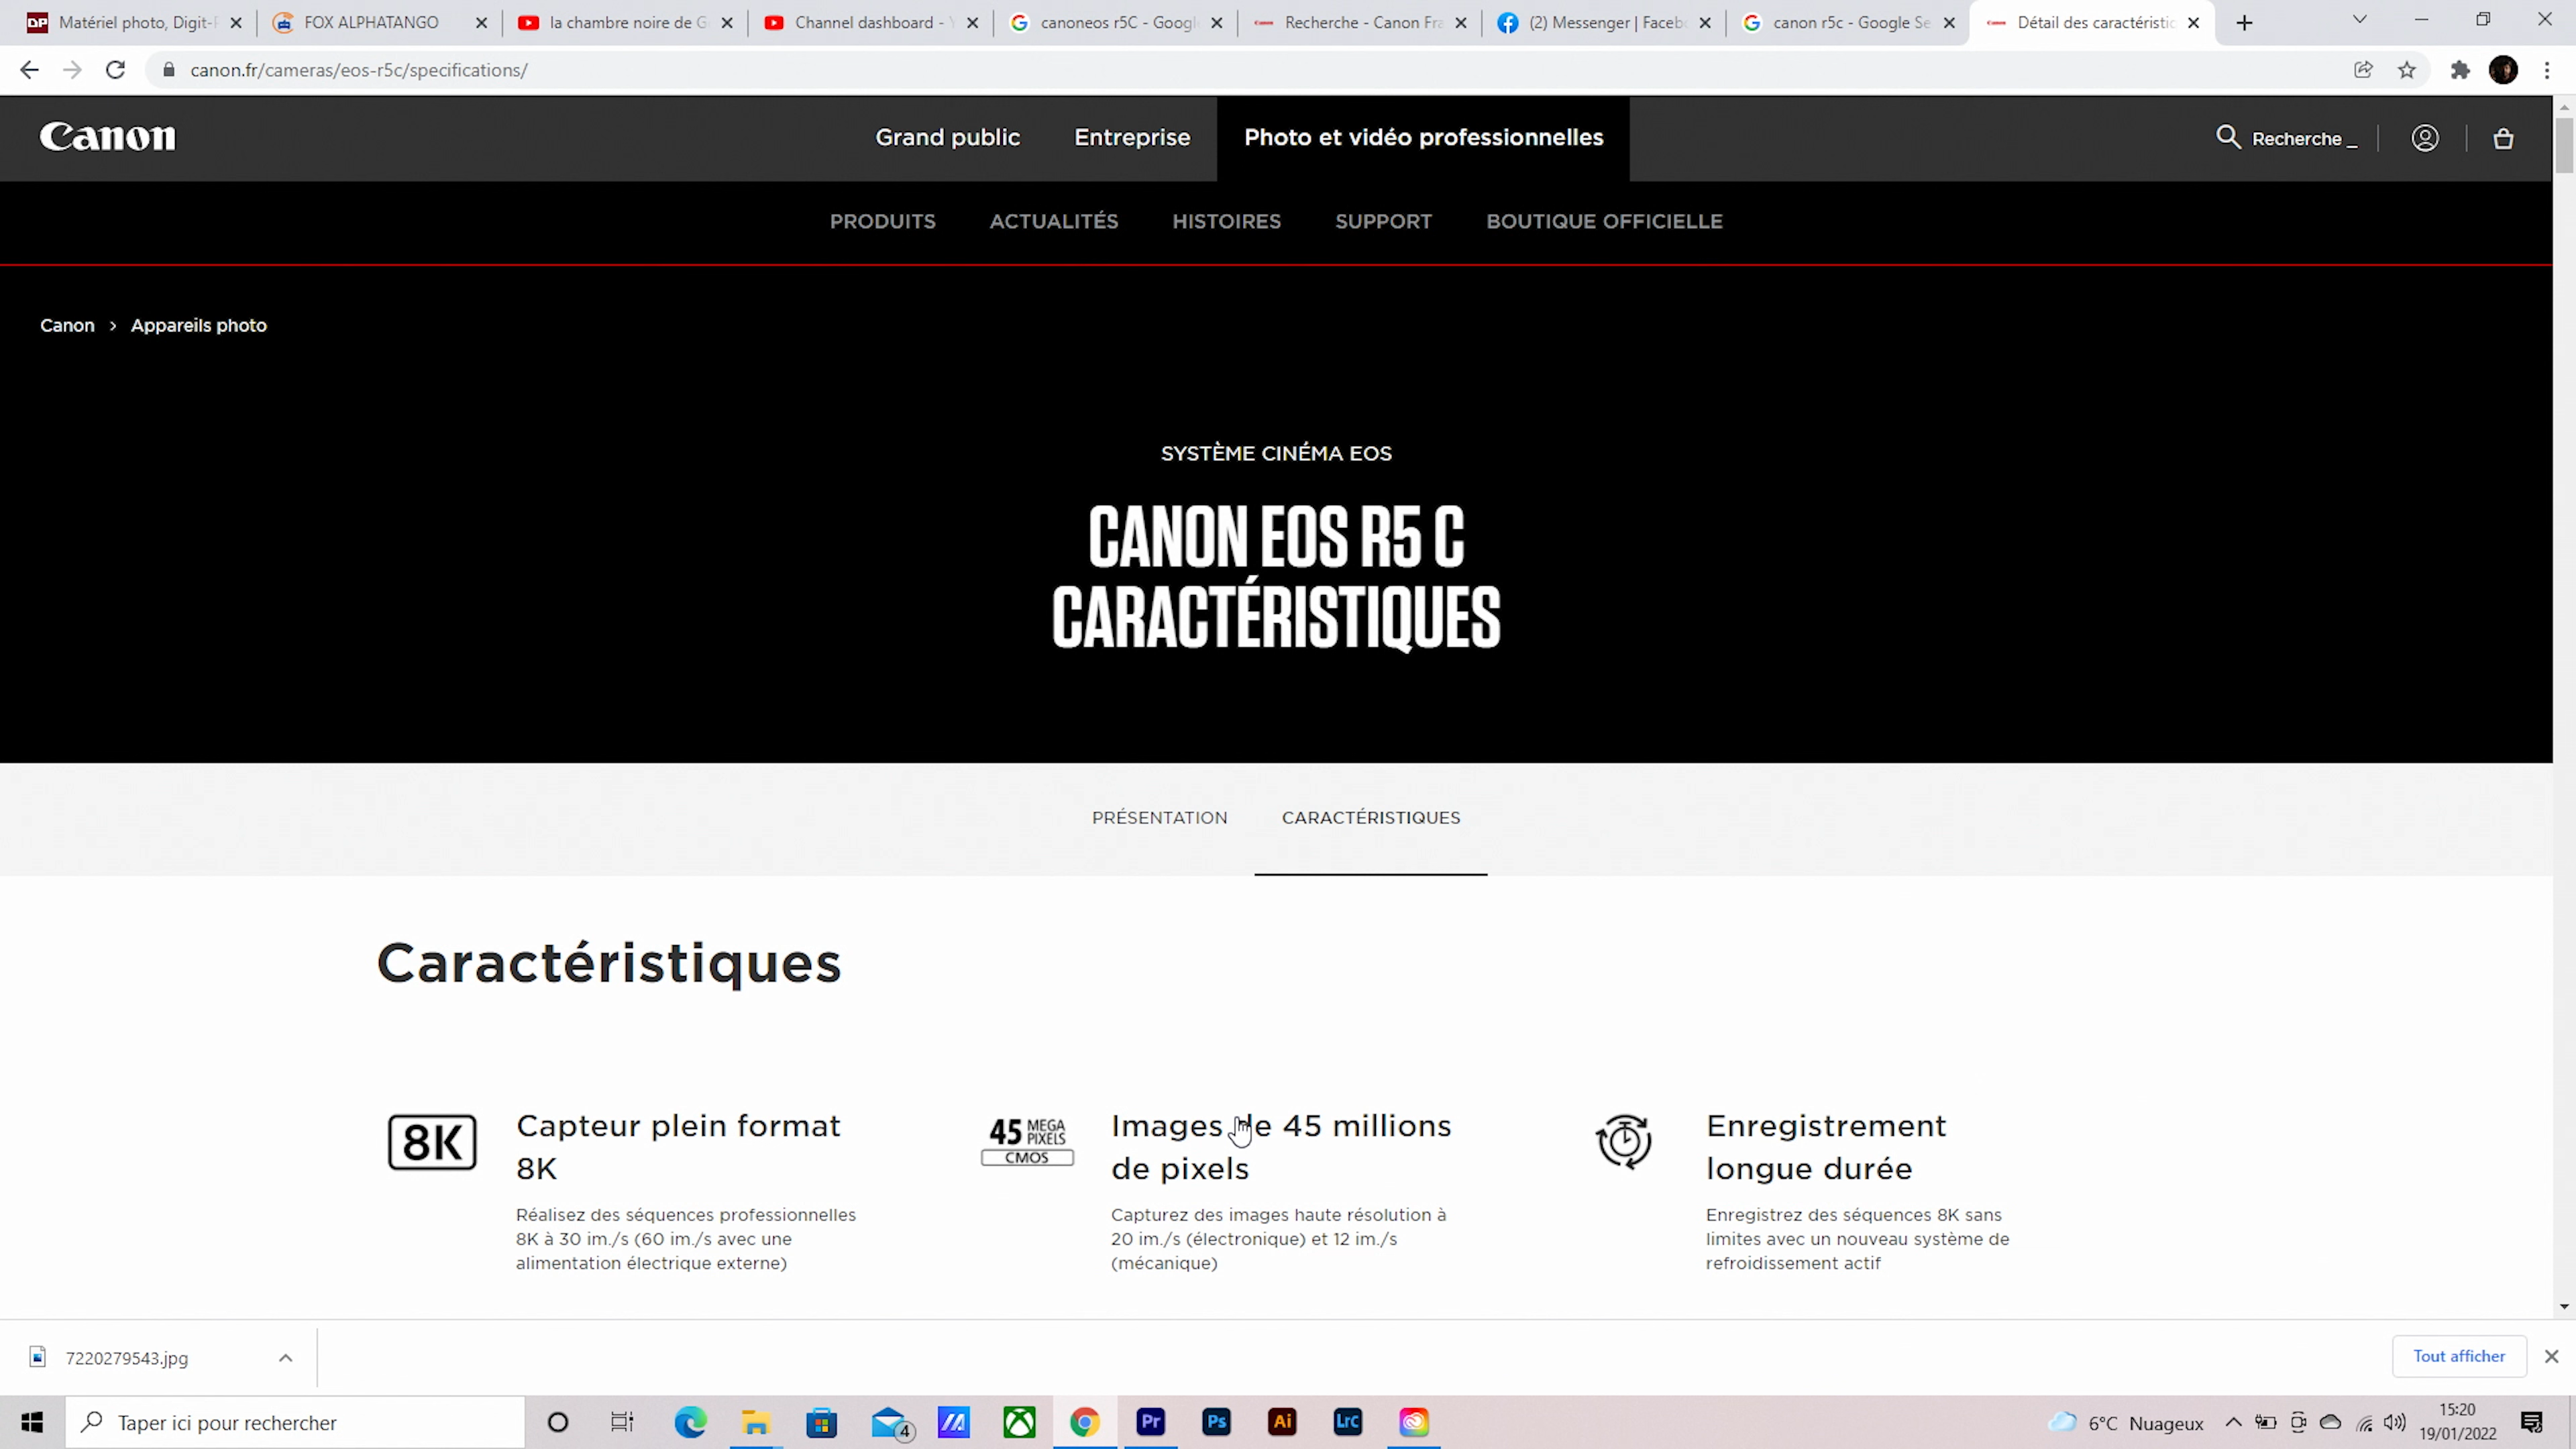 DP Matériel photo, Digit-P
FOX ALPHATANGO
la chambre noire de G
Channel dashboard - Y
canoneos r5C - Google
Recherche - Canon Fra
(2) Messenger | Facebo
canon r5c - Google Se
Détail des caractéristic
canon.fr/cameras/eos-r5c/specifications/
Canon
Grand public
Entreprise
Photo et vidéo professionnelles
Recherche _
PRODUITS
ACTUALITÉS
HISTOIRES
SUPPORT
BOUTIQUE OFFICIELLE
Canon > Appareils photo
SYSTÈME CINÉMA EOS
CANON EOS R5 C
CARACTÉRISTIQUES
PRÉSENTATION
CARACTÉRISTIQUES
Caractéristiques
8K
Capteur plein format
8K
Réalisez des séquences professionnelles
8K à 30 im./s (60 im./s avec une
alimentation électrique externe)
45 MEGA
PIXELS
CMOS
Images de 45 millions
de pixels
Capturez des images haute résolution à
20 im./s (électronique) et 12 im./s
(mécanique)
Enregistrement
longue durée
Enregistrez des séquences 8K sans
limites avec un nouveau système de
refroidissement actif
7220279543.jpg
Tout afficher
Taper ici pour rechercher
4
Pr
Ps
Ai
LrC
6°C Nuageux
15:20
19/01/2022